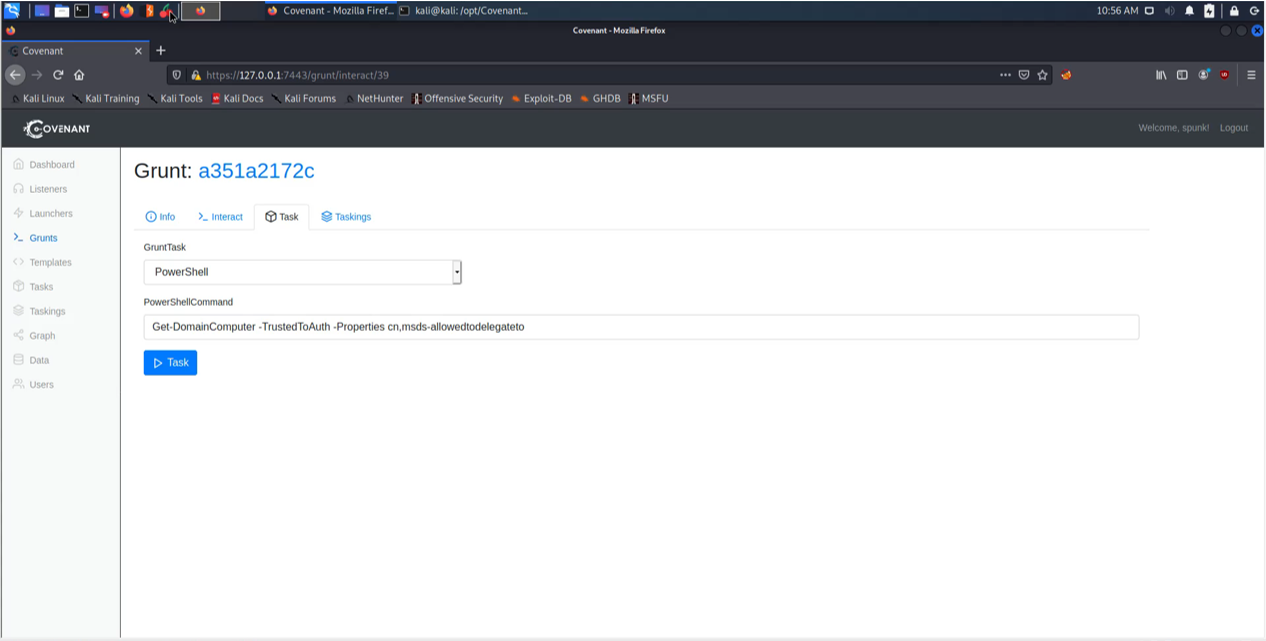 Covenant - Mozilla Firef... kali@kali: /opt/Covenant... 10:56 AM
Covenant - Mozilla Firefox
Covenant
https://127.0.0.1:7443/grunt/interact/39
Kali Linux Kali Training Kali Tools Kali Docs Kali Forums NetHunter Offensive Security Exploit-DB GHDB MSFU
COVENANT Welcome, spunk! Logout
Dashboard
Listeners
Launchers
Grunts
Templates
Tasks
Taskings
Graph
Data
Users
Grunt: a351a2172c
Info Interact Task Taskings
GruntTask
PowerShell
PowerShellCommand
Get-DomainComputer -TrustedToAuth -Properties cn,msds-allowedtodelegateto
Task